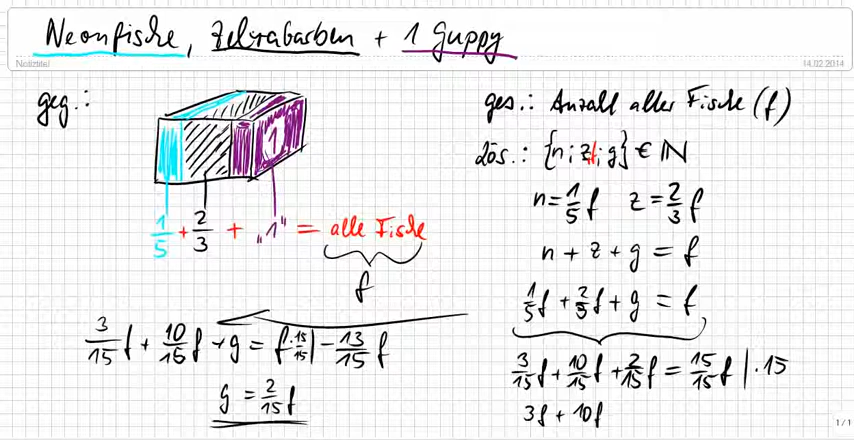 Neonfische, Zebrabarben + 1 Guppy
Notiztitel
14.02.2014
geg.:
1
1/5 + 2/3 + „1" = alle Fische
f
3/15 f + 10/15 f + g = f · 15/15 | - 13/15 f
g = 2/15 f
ges.: Anzahl aller Fische (f)
Lös.: {n; z; g} ∈ ℕ
n = 1/5 f z = 2/3 f
n + z + g = f
1/5 f + 2/3 f + g = f
3/15 f + 10/15 f + 2/15 f = 15/15 f | · 15
3f + 10f
1/1